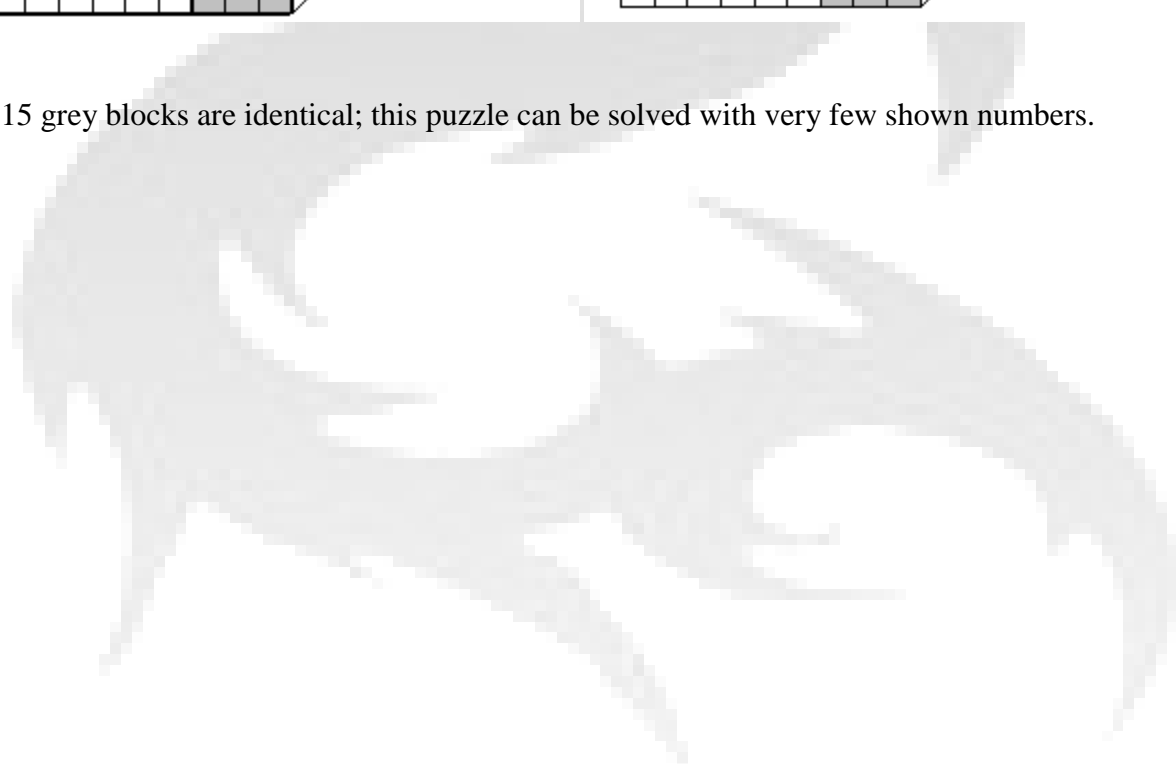 15 grey blocks are identical; this puzzle can be solved with very few shown numbers.